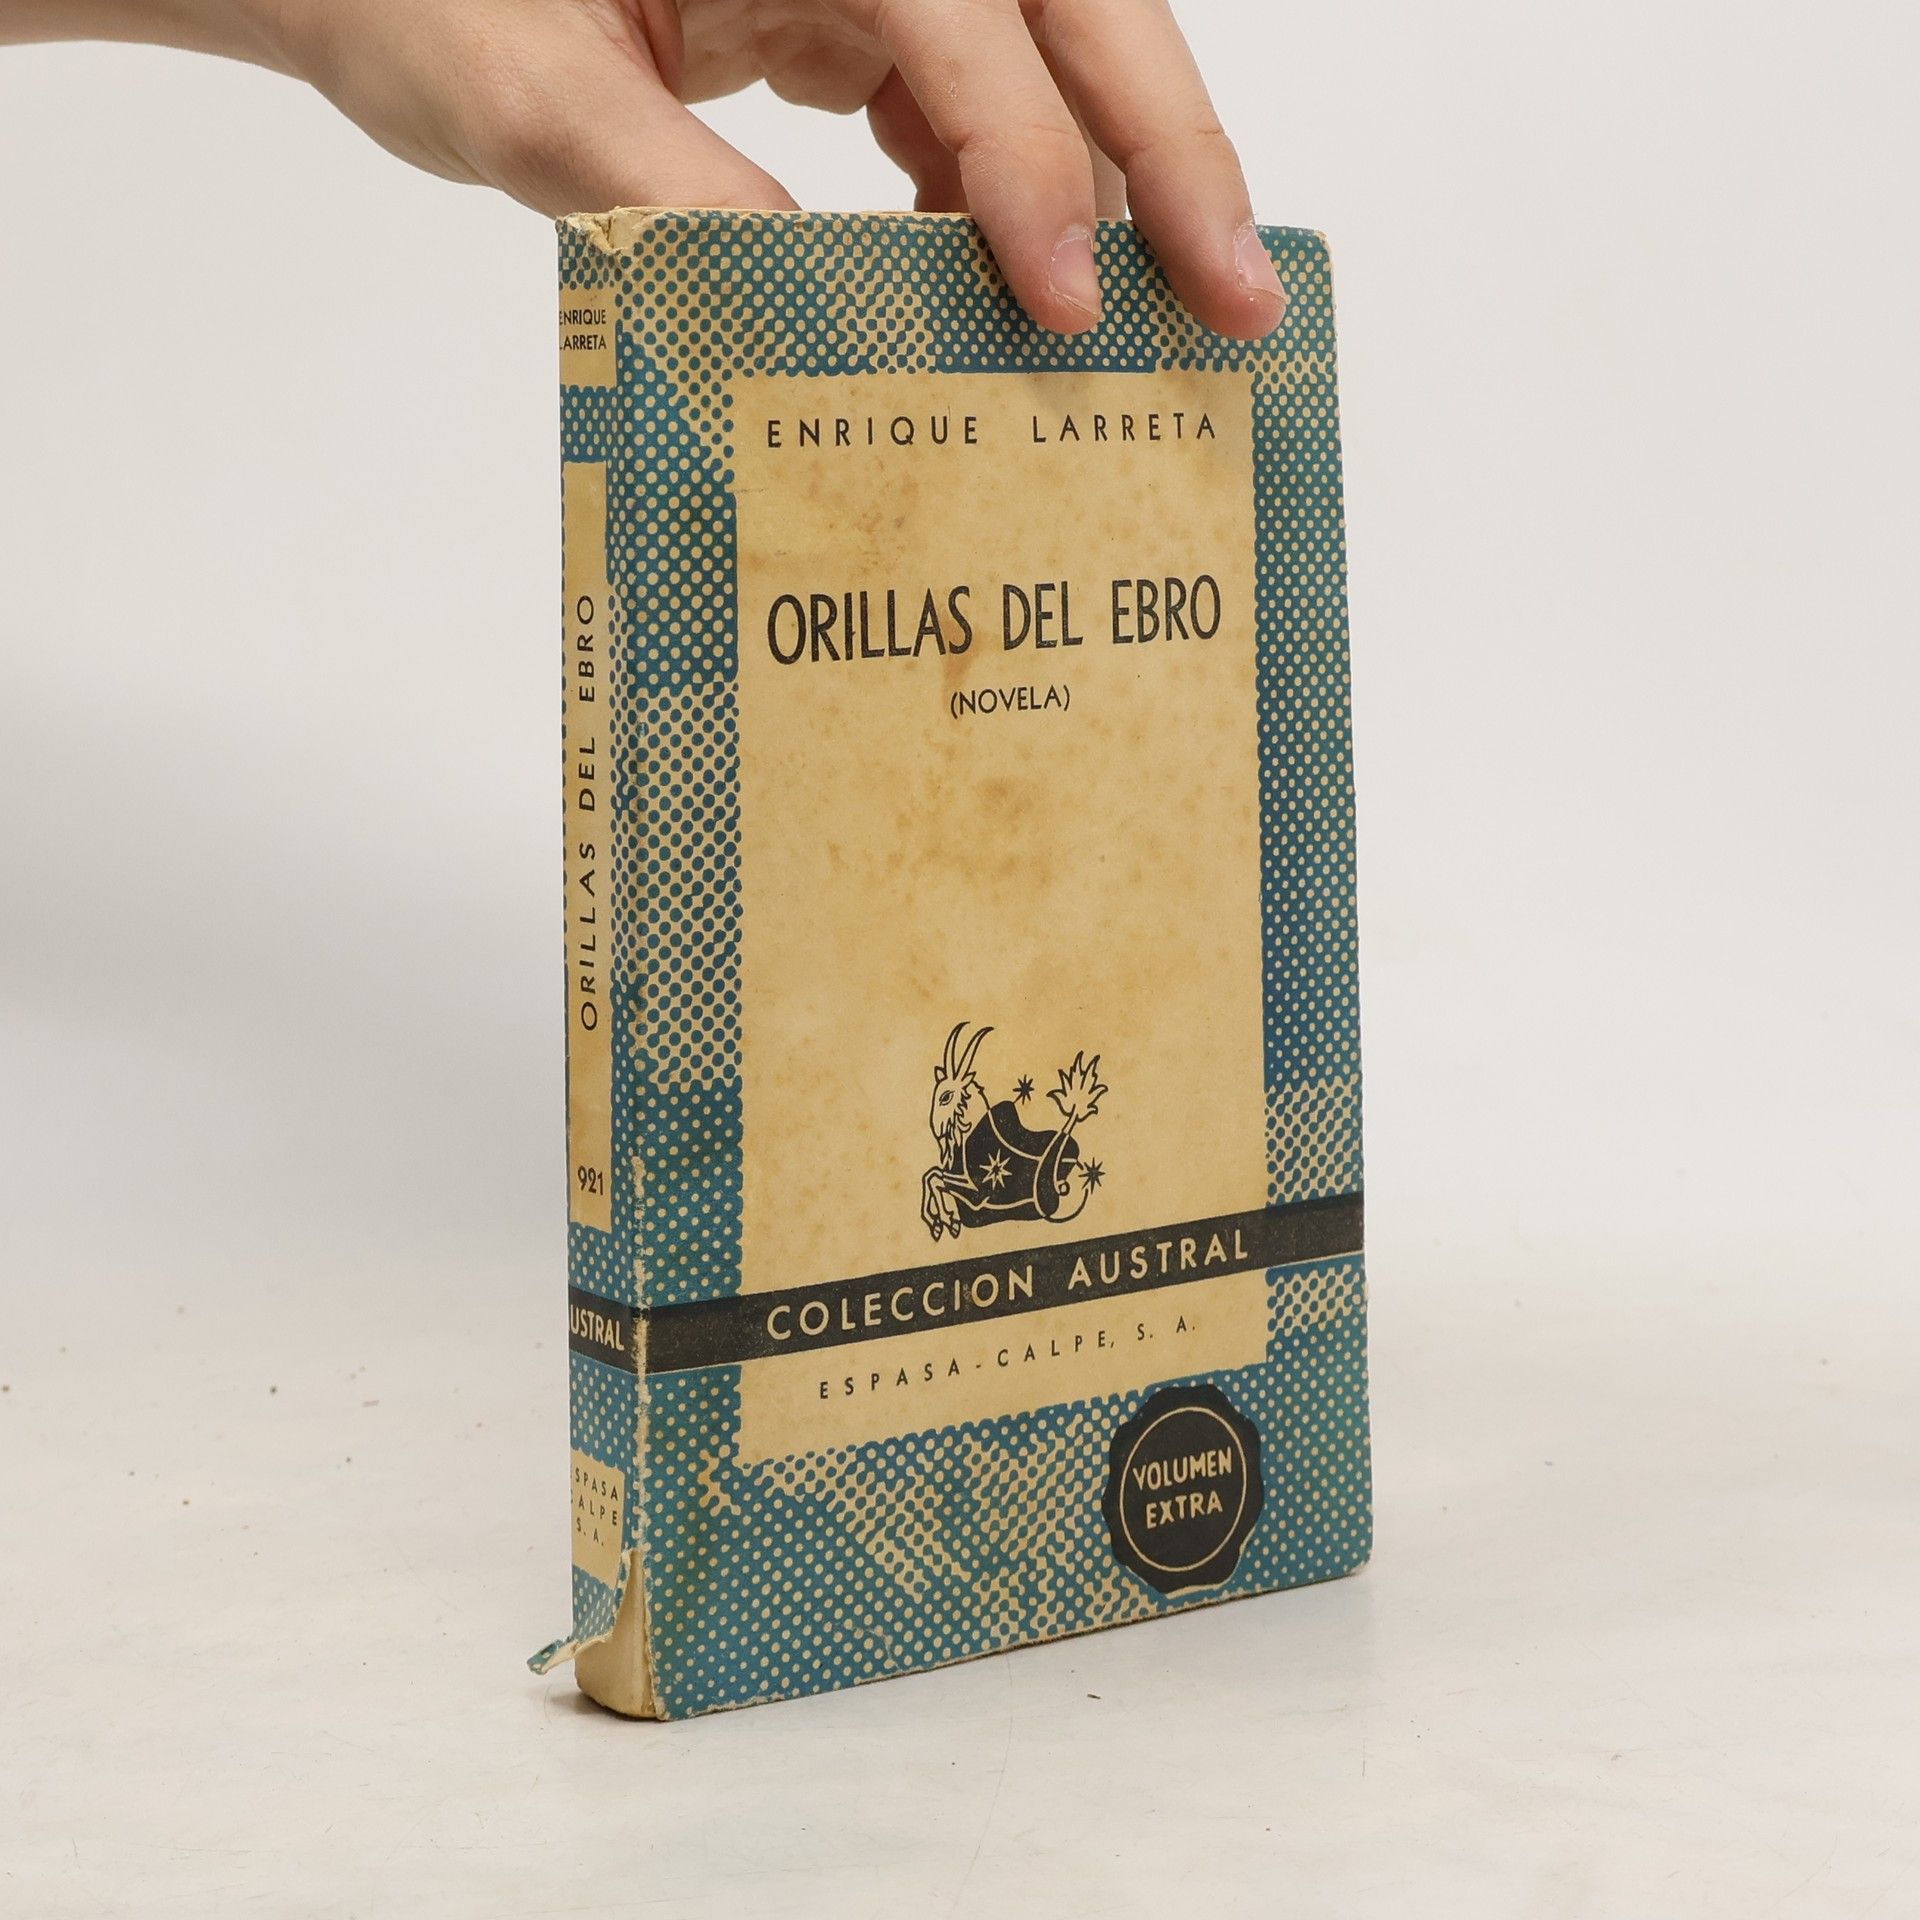 ENRIQUE LARRETA
ORILLAS DEL EBRO
(NOVELA)
COLECCION AUSTRAL
ESPASA-CALPE, S. A.
VOLUMEN
EXTRA
ENRIQUE
LARRETA
ORILLAS DEL EBRO
921
AUSTRAL
ESPASA
CALPE
S. A.